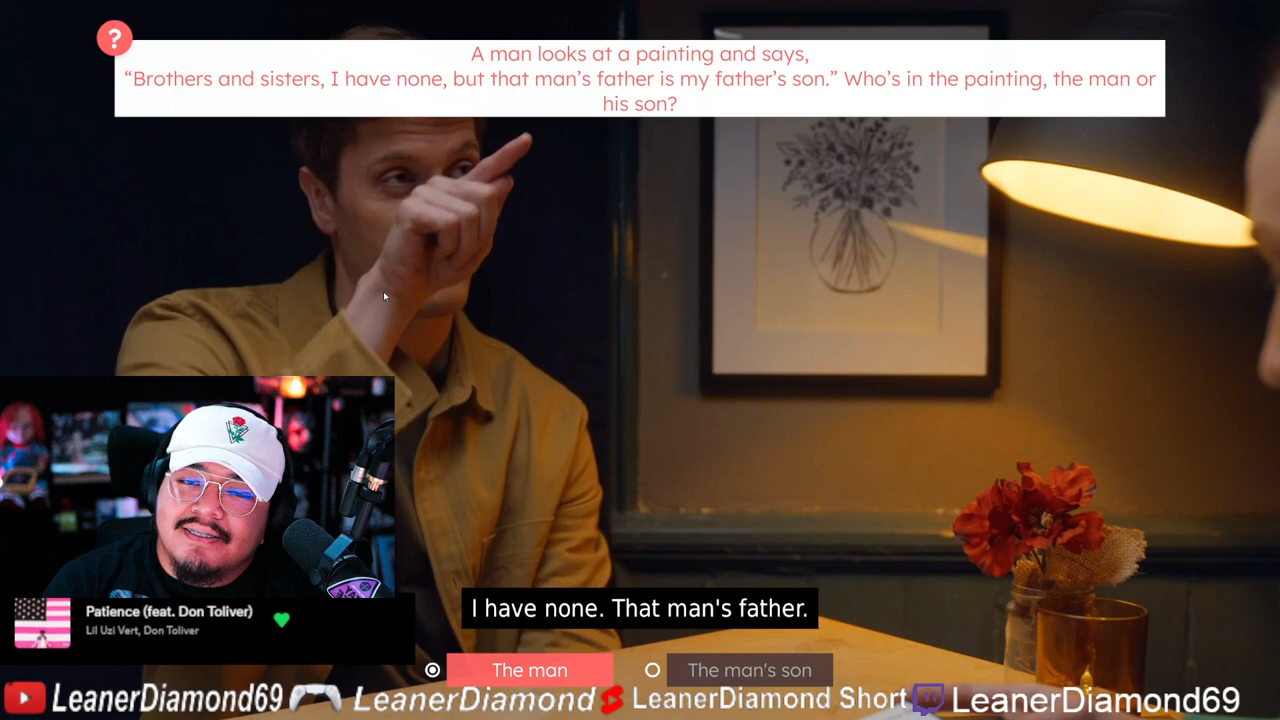 ?
A man looks at a painting and says,
“Brothers and sisters, I have none, but that man’s father is my father’s son.” Who’s in the painting, the man or
his son?
Patience (feat. Don Toliver)
Lil Uzi Vert, Don Toliver
I have none. That man's father.
The man
The man's son
LeanerDiamond69 LeanerDiamond LeanerDiamond Short LeanerDiamond69